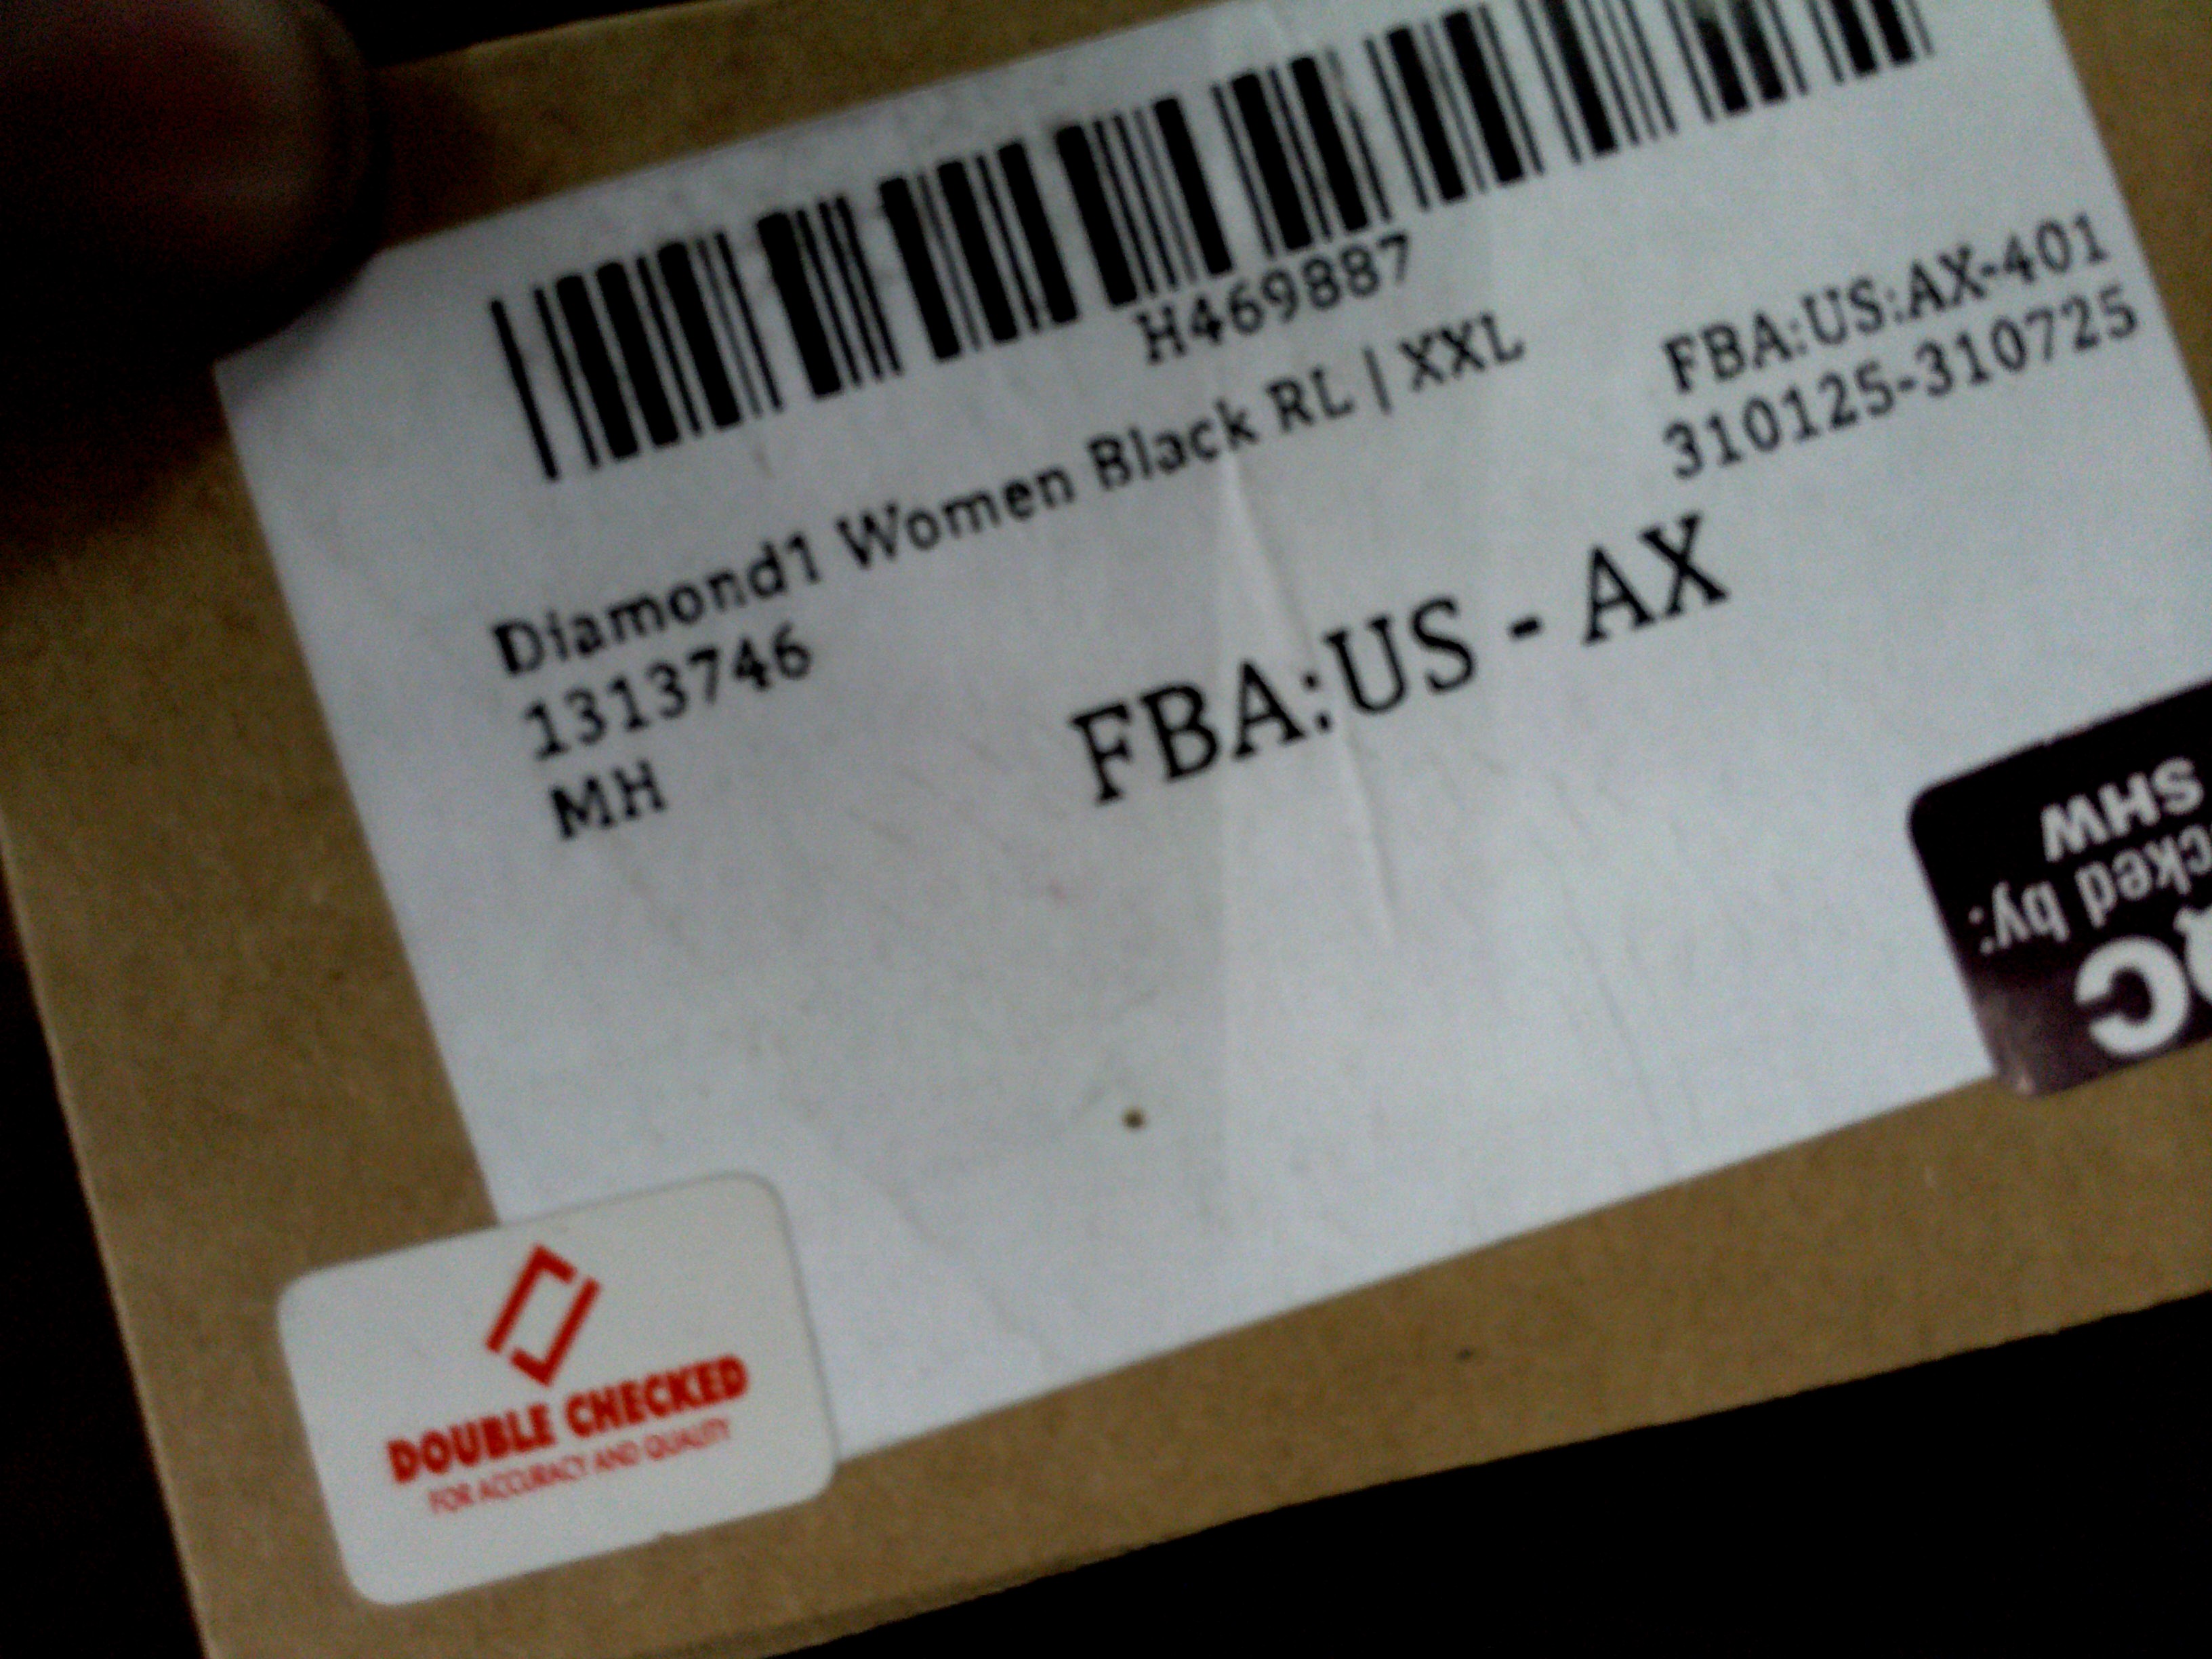 H469887
Diamond1 Women Black RL | XXL
FBA:US:AX-401
1313746
310125-310725
MH
FBA:US - AX
SHW
by:
DOUBLE CHECKED
FOR ACCURACY AND QUALITY